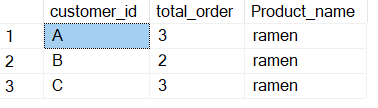 customer_id total_order Product_name
1 A 3 ramen
2 B 2 ramen
3 C 3 ramen